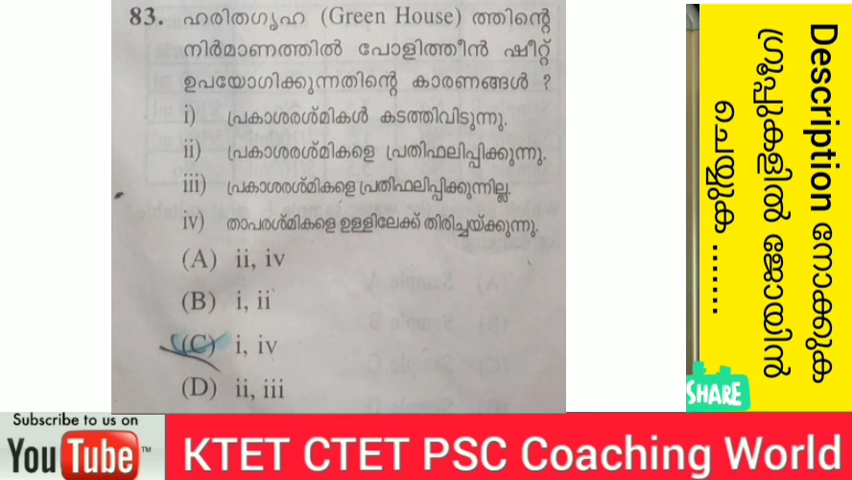 83. ഹരിതഗൃഹ (Green House) ത്തിന്റെ
നിർമാണത്തിൽ പോളിത്തീൻ ഷീറ്റ്
ഉപയോഗിക്കുന്നതിന്റെ കാരണങ്ങൾ ?
i) പ്രകാശരശ്മികൾ കടത്തിവിടുന്നു.
ii) പ്രകാശരശ്മികളെ പ്രതിഫലിപ്പിക്കുന്നു.
iii) പ്രകാശരശ്മികളെ പ്രതിഫലിപ്പിക്കുന്നില്ല.
iv) താപരശ്മികളെ ഉള്ളിലേക്ക് തിരിച്ചയ്ക്കുന്നു.
(A) ii, iv
(B) i, ii
(C) i, iv
(D) ii, iii
Description നോക്കുക
ഗ്രൂപ്പുകളിൽ ജോയിൻ
ചെയ്യുക ........
SHARE
Subscribe to us on
YouTube™
KTET CTET PSC Coaching World